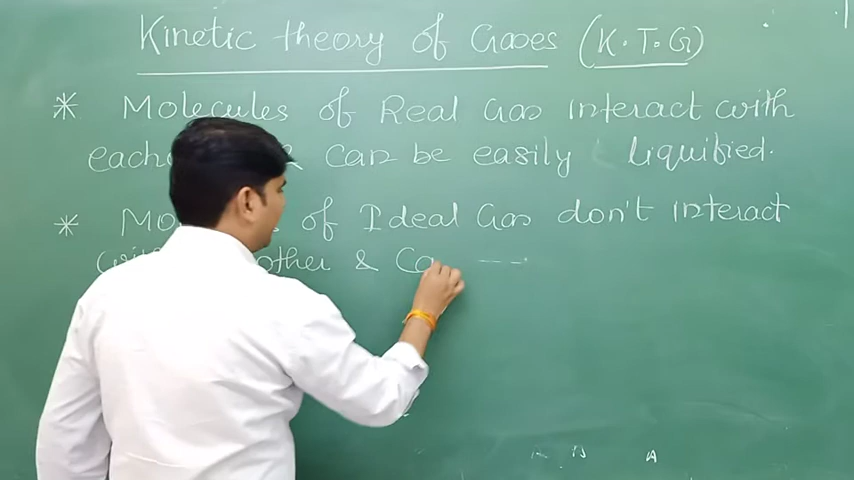 Kinetic theory of Gases (K.T.G)
* Molecules of Real Gas interact with
& can be easily liquified.
* of Ideal Gas don't interact
other & Ca